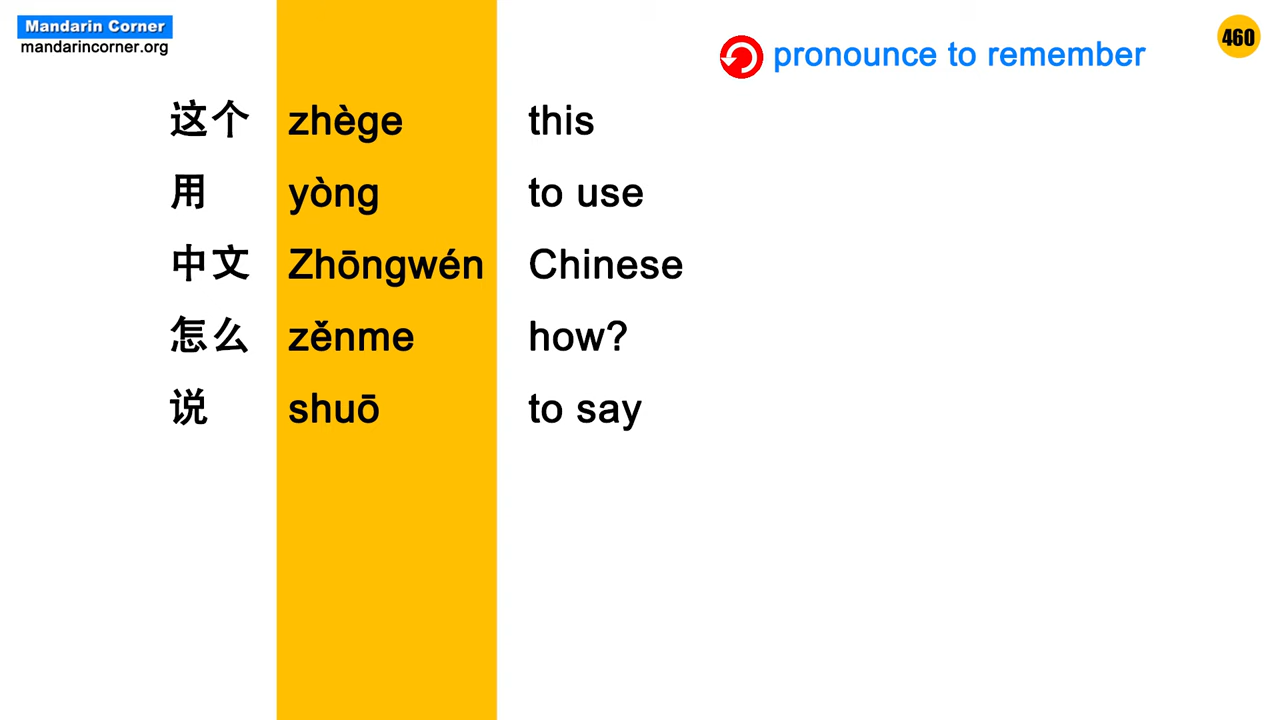 Mandarin Corner
mandarincorner.org
pronounce to remember
460
这个 zhège this
用 yòng to use
中文 Zhōngwén Chinese
怎么 zěnme how?
说 shuō to say